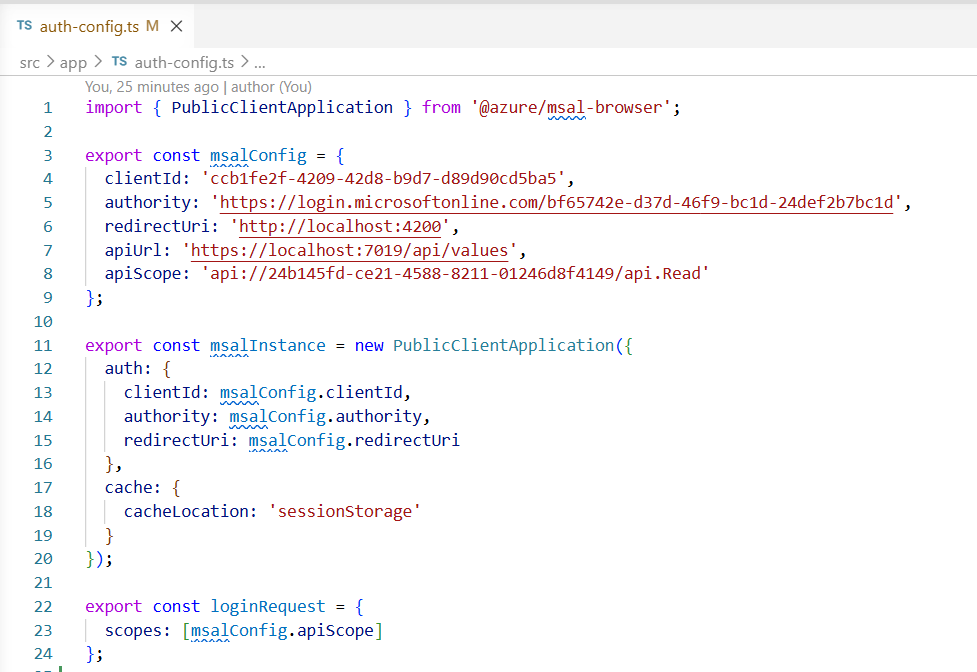 TS auth-config.ts M ×
src > app > TS auth-config.ts > ...
You, 25 minutes ago | author (You)
1 import { PublicClientApplication } from '@azure/msal-browser';
2
3 export const msalConfig = {
4 clientId: 'ccb1fe2f-4209-42d8-b9d7-d89d90cd5ba5',
5 authority: 'https://login.microsoftonline.com/bf65742e-d37d-46f9-bc1d-24def2b7bc1d',
6 redirectUri: 'http://localhost:4200',
7 apiUrl: 'https://localhost:7019/api/values',
8 apiScope: 'api://24b145fd-ce21-4588-8211-01246d8f4149/api.Read'
9 };
10
11 export const msalInstance = new PublicClientApplication({
12 auth: {
13 clientId: msalConfig.clientId,
14 authority: msalConfig.authority,
15 redirectUri: msalConfig.redirectUri
16 },
17 cache: {
18 cacheLocation: 'sessionStorage'
19 }
20 });
21
22 export const loginRequest = {
23 scopes: [msalConfig.apiScope]
24 };